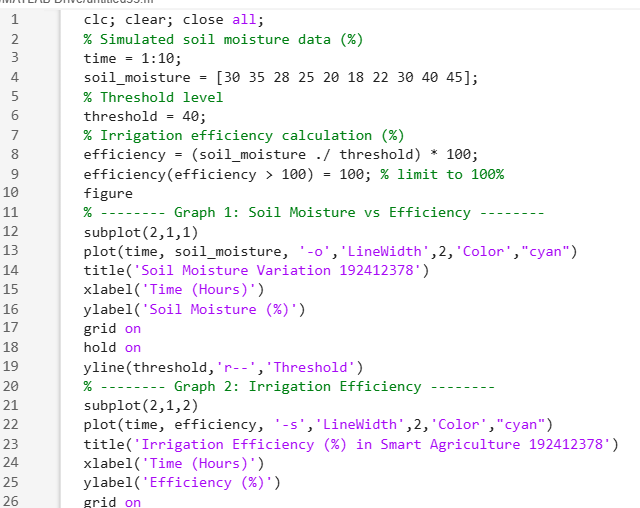 1 clc; clear; close all;
2 % Simulated soil moisture data (%)
3 time = 1:10;
4 soil_moisture = [30 35 28 25 20 18 22 30 40 45];
5 % Threshold level
6 threshold = 40;
7 % Irrigation efficiency calculation (%)
8 efficiency = (soil_moisture ./ threshold) * 100;
9 efficiency(efficiency > 100) = 100; % limit to 100%
10 figure
11 % -------- Graph 1: Soil Moisture vs Efficiency --------
12 subplot(2,1,1)
13 plot(time, soil_moisture, '-o','LineWidth',2,'Color',"cyan")
14 title('Soil Moisture Variation 192412378')
15 xlabel('Time (Hours)')
16 ylabel('Soil Moisture (%)')
17 grid on
18 hold on
19 yline(threshold,'r--','Threshold')
20 % -------- Graph 2: Irrigation Efficiency --------
21 subplot(2,1,2)
22 plot(time, efficiency, '-s','LineWidth',2,'Color',"cyan")
23 title('Irrigation Efficiency (%) in Smart Agriculture 192412378')
24 xlabel('Time (Hours)')
25 ylabel('Efficiency (%)')
26 grid on